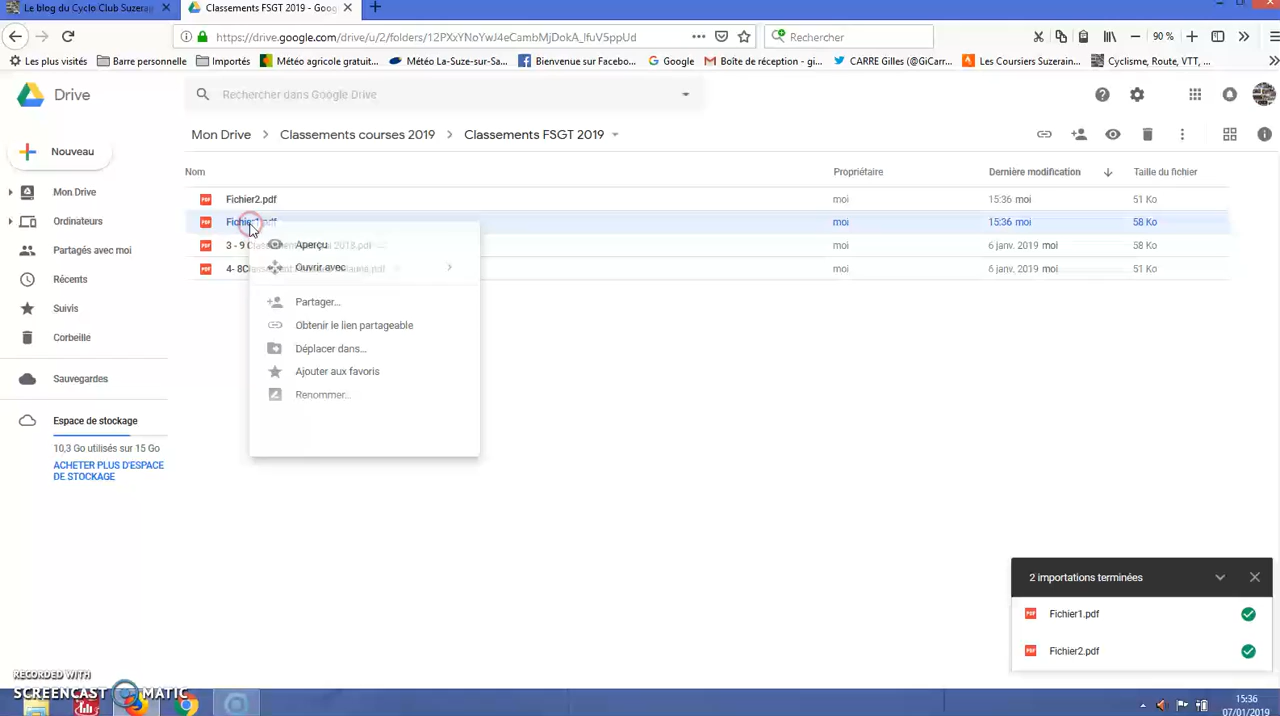 Le blog du Cyclo Club Suzerain
Classements FSGT 2019 - Goog
https://drive.google.com/drive/u/2/folders/
Rechercher
90 %
Les plus visités
Barre personnelle
Importés
Météo agricole gratuit...
Météo La-Suze-sur-Sa...
Bienvenue sur Facebo...
Google
Boîte de réception - gi...
CARRE Gilles (@GiCarr...
Les Coursiers Suzerain...
Cyclisme, Route, VTT, ...
Drive
Rechercher dans Google Drive
Mon Drive > Classements courses 2019 > Classements FSGT 2019
Nouveau
Nom
Propriétaire
Dernière modification
Taille du fichier
Fichier2.pdf
moi
15:36 moi
51 Ko
Fichier1.pdf
moi
15:36 moi
58 Ko
moi
6 janv. 2019 moi
58 Ko
moi
6 janv. 2019 moi
51 Ko
Mon Drive
Ordinateurs
Partagés avec moi
Récents
Suivis
Corbeille
Sauvegardes
Espace de stockage
10,3 Go utilisés sur 15 Go
ACHETER PLUS D'ESPACE
DE STOCKAGE
Aperçu
Ouvrir avec
Partager...
Obtenir le lien partageable
Déplacer dans...
Ajouter aux favoris
Renommer...
2 importations terminées
Fichier1.pdf
Fichier2.pdf
RECORDED WITH
SCREENCAST MATIC
15:36
07/01/2019